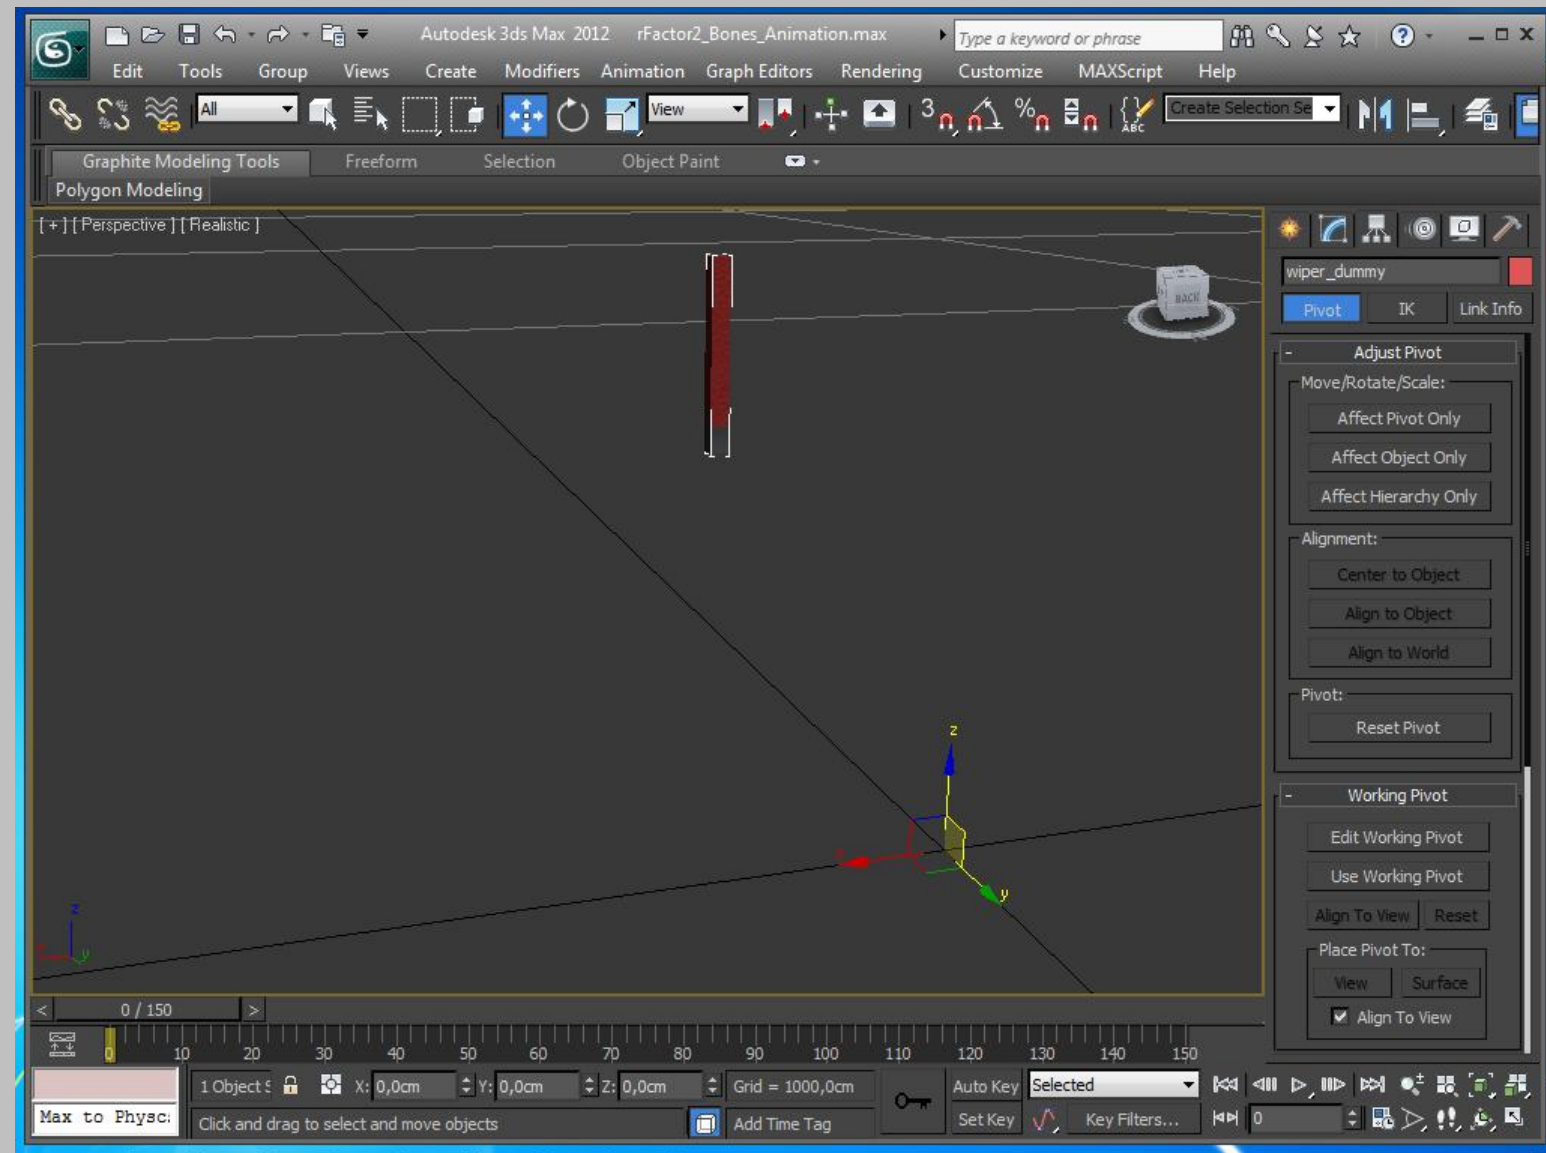 Autodesk 3ds Max 2012 rFactor2_Bones_Animation.max Type a keyword or phrase
Edit Tools Group Views Create Modifiers Animation Graph Editors Rendering Customize MAXScript Help
All View 3 % ABC Create Selection Se
Graphite Modeling Tools Freeform Selection Object Paint
Polygon Modeling
[ + ] [ Perspective ] [ Realistic ]
BACK
wiper_dummy
Pivot IK Link Info
- Adjust Pivot
Move/Rotate/Scale:
Affect Pivot Only
Affect Object Only
Affect Hierarchy Only
Alignment:
Center to Object
Align to Object
Align to World
Pivot:
Reset Pivot
z
y
z
y
- Working Pivot
Edit Working Pivot
Use Working Pivot
Align To View Reset
Place Pivot To:
View Surface
Align To View
< 0 / 150 >
0 10 20 30 40 50 60 70 80 90 100 110 120 130 140 150
1 Object S X: 0,0cm Y: 0,0cm Z: 0,0cm Grid = 1000,0cm Auto Key Selected
Max to Physc: Click and drag to select and move objects Add Time Tag Set Key Key Filters... 0